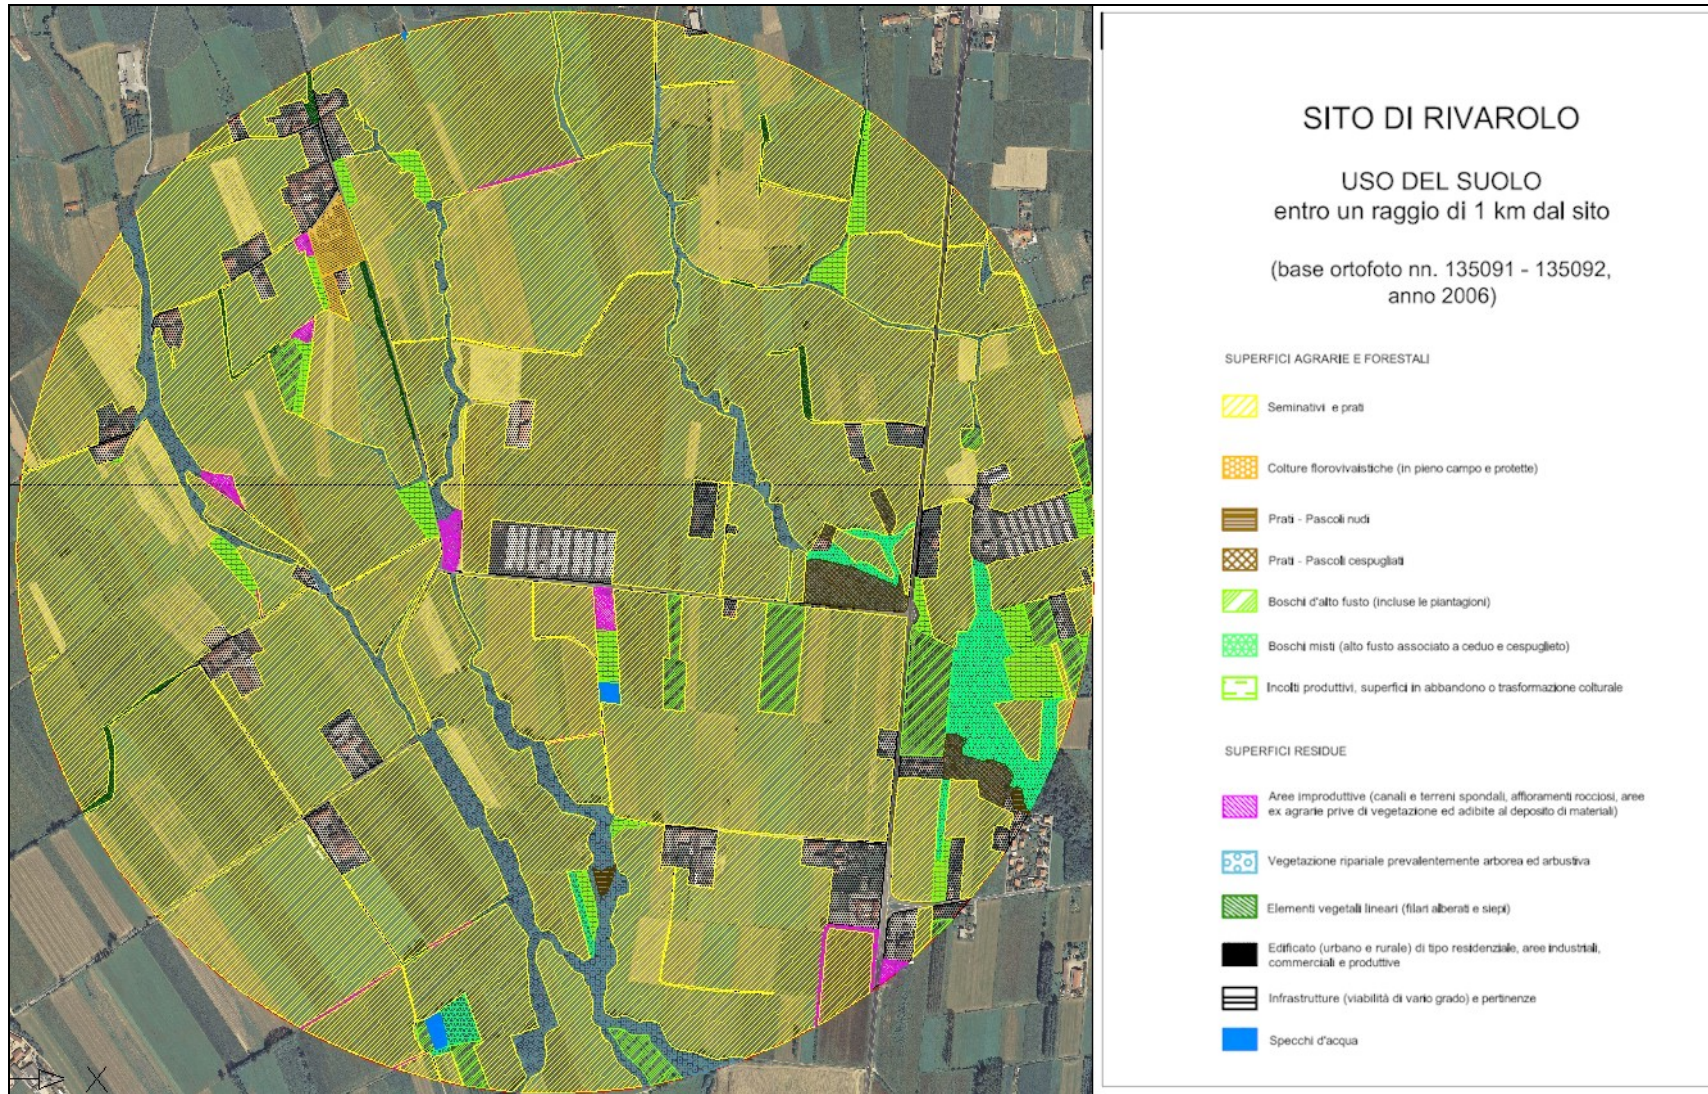 SITO DI RIVAROLO
USO DEL SUOLO
entro un raggio di 1 km dal sito
(base ortofoto nn. 135091 - 135092,
anno 2006)
SUPERFICI AGRARIE E FORESTALI
Seminativi e prati
Colture florovivaistiche (in pieno campo e protette)
Prati - Pascoli nudi
Prati - Pascoli cespugliati
Boschi d'alto fusto (incluse le piantagioni)
Boschi misti (alto fusto associato a ceduo e cespuglieto)
Incolti produttivi, superfici in abbandono o trasformazione colturale
SUPERFICI RESIDUE
Aree improduttive (canali e terreni spondali, affioramenti rocciosi, aree
ex agrarie prive di vegetazione ed adibite al deposito di materiali)
Vegetazione ripariale prevalentemente arborea ed arbustiva
Elementi vegetali lineari (filari alberati e siepi)
Edificato (urbano e rurale) di tipo residenziale, aree industriali,
commerciali e produttive
Infrastrutture (viabilità di vario grado) e pertinenze
Specchi d'acqua
X